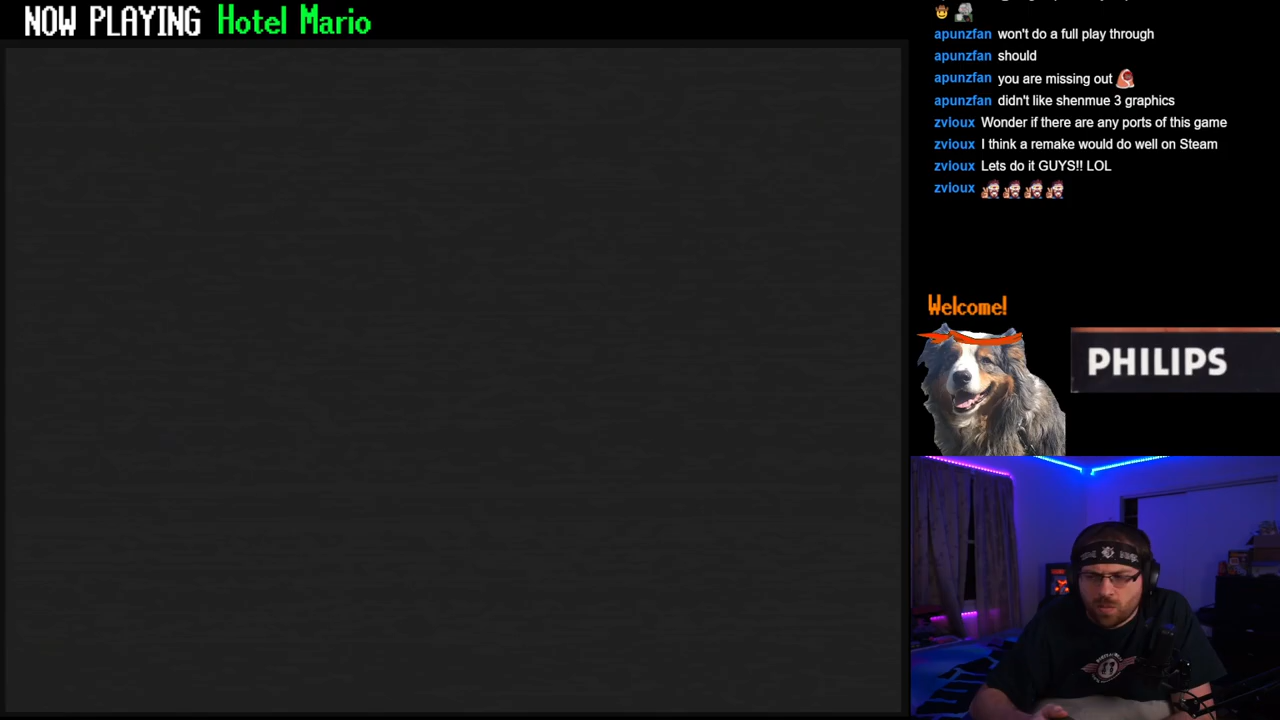 NOW PLAYING Hotel Mario
apunzfan won't do a full play through
apunzfan should
apunzfan you are missing out
apunzfan didn't like shenmue 3 graphics
zvioux Wonder if there are any ports of this game
zvioux I think a remake would do well on Steam
zvioux Lets do it GUYS!! LOL
zvioux
Welcome!
PHILIPS